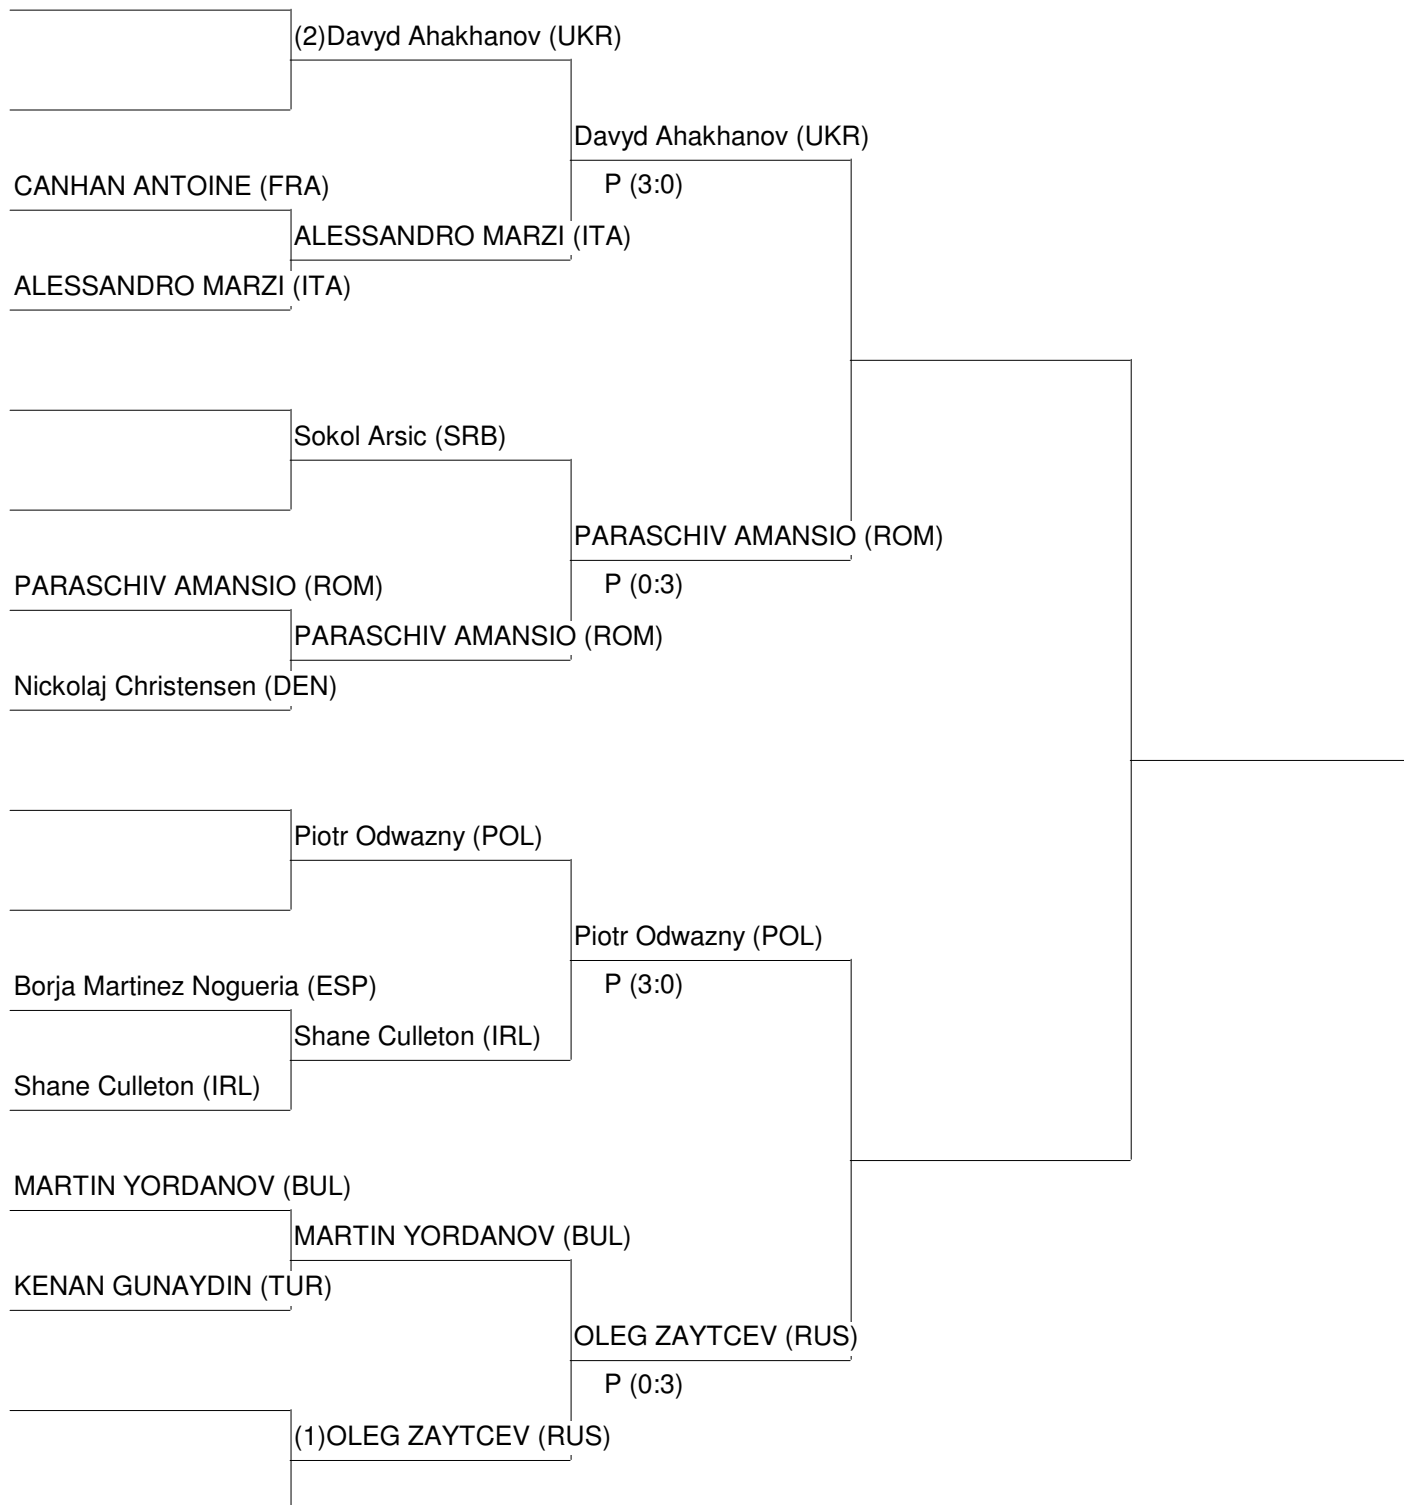 (2)Davyd Ahakhanov (UKR)
Davyd Ahakhanov (UKR)
CANHAN ANTOINE (FRA)
P (3:0)
ALESSANDRO MARZI (ITA)
ALESSANDRO MARZI (ITA)
Sokol Arsic (SRB)
PARASCHIV AMANSIO (ROM)
PARASCHIV AMANSIO (ROM)
P (0:3)
PARASCHIV AMANSIO (ROM)
Nickolaj Christensen (DEN)
Piotr Odwazny (POL)
Piotr Odwazny (POL)
Borja Martinez Nogueria (ESP)
P (3:0)
Shane Culleton (IRL)
Shane Culleton (IRL)
MARTIN YORDANOV (BUL)
MARTIN YORDANOV (BUL)
KENAN GUNAYDIN (TUR)
OLEG ZAYTCEV (RUS)
P (0:3)
(1)OLEG ZAYTCEV (RUS)